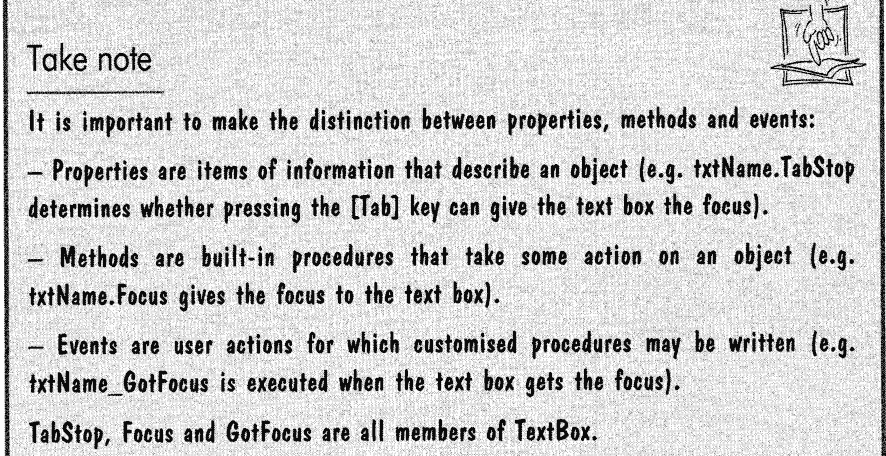 Take note
It is important to make the distinction between properties, methods and events:
– Properties are items of information that describe an object (e.g. txtName.TabStop
determines whether pressing the [Tab] key can give the text box the focus).
– Methods are built-in procedures that take some action on an object (e.g.
txtName.Focus gives the focus to the text box).
– Events are user actions for which customised procedures may be written (e.g.
txtName_GotFocus is executed when the text box gets the focus).
TabStop, Focus and GotFocus are all members of TextBox.